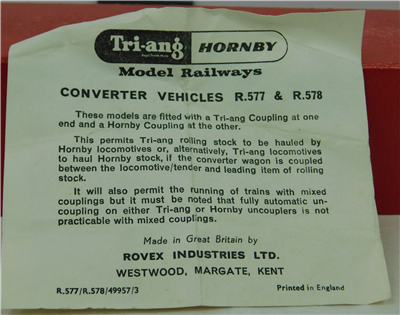 Tri-ang HORNBY
Model Railways
CONVERTER VEHICLES R.577 & R.578
These models are fitted with a Tri-ang Coupling at one
end and a Hornby Coupling at the other.
This permits Tri-ang rolling stock to be hauled by
Hornby locomotives or, alternatively, Tri-ang locomotives
to haul Hornby stock, if the converter wagon is coupled
between the locomotive/tender and leading item of rolling
stock.
It will also permit the running of trains with mixed
couplings but it must be noted that fully automatic un-
coupling on either Tri-ang or Hornby uncouplers is not
practicable with mixed couplings.
Made in Great Britain by
ROVEX INDUSTRIES LTD.
WESTWOOD, MARGATE, KENT
R.577/R.578/49957/3 Printed in England